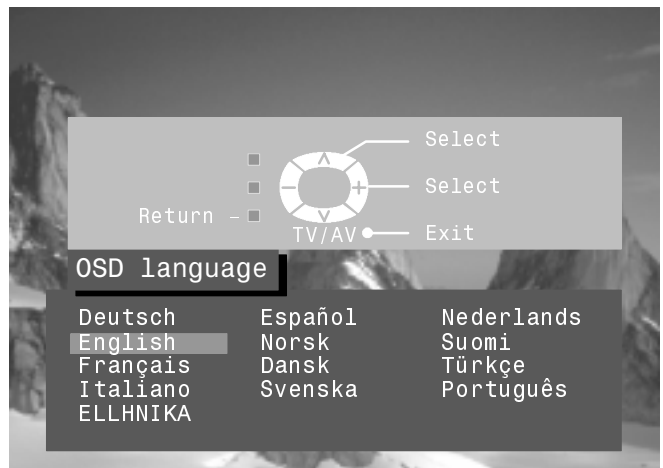 Select
Select
Return –
TV/AV
Exit
OSD language
Deutsch Español Nederlands
English Norsk Suomi
Français Dansk Türkçe
Italiano Svenska Português
ELLHNIKA